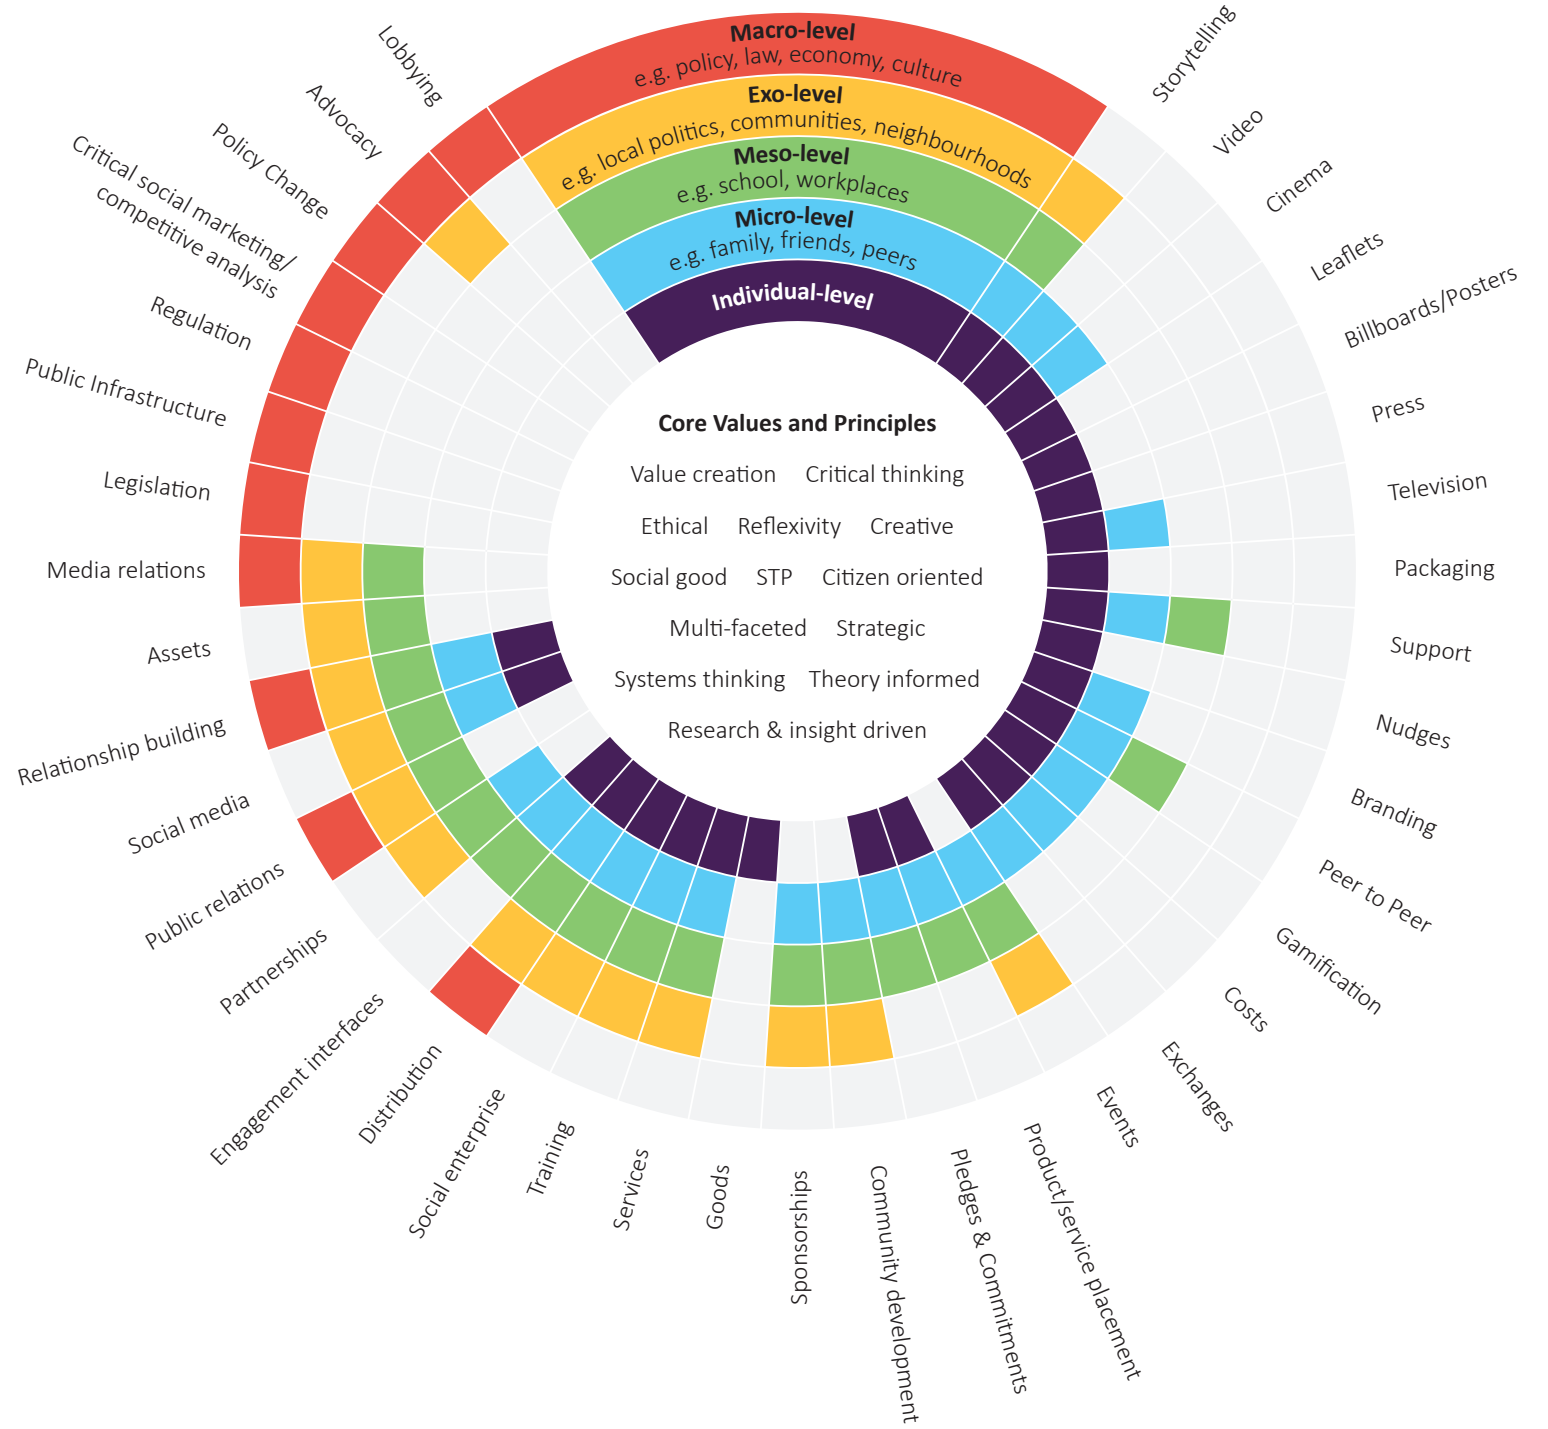 Macro-level
e.g. policy, law, economy, culture
Exo-level
e.g. local politics, communities, neighbourhoods
Meso-level
e.g. school, workplaces
Micro-level
e.g. family, friends, peers
Individual-level
Core Values and Principles
Value creation Critical thinking
Ethical Reflexivity Creative
Social good STP Citizen oriented
Multi-faceted Strategic
Systems thinking Theory informed
Research & insight driven
Storytelling
Video
Cinema
Leaflets
Billboards/Posters
Press
Television
Packaging
Support
Nudges
Branding
Peer to Peer
Gamification
Costs
Exchanges
Events
Product/service placement
Pledges & Commitments
Community development
Sponsorships
Goods
Services
Training
Social enterprise
Distribution
Engagement interfaces
Partnerships
Public relations
Social media
Relationship building
Assets
Media relations
Legislation
Public Infrastructure
Regulation
Critical social marketing/
competitive analysis
Policy Change
Advocacy
Lobbying